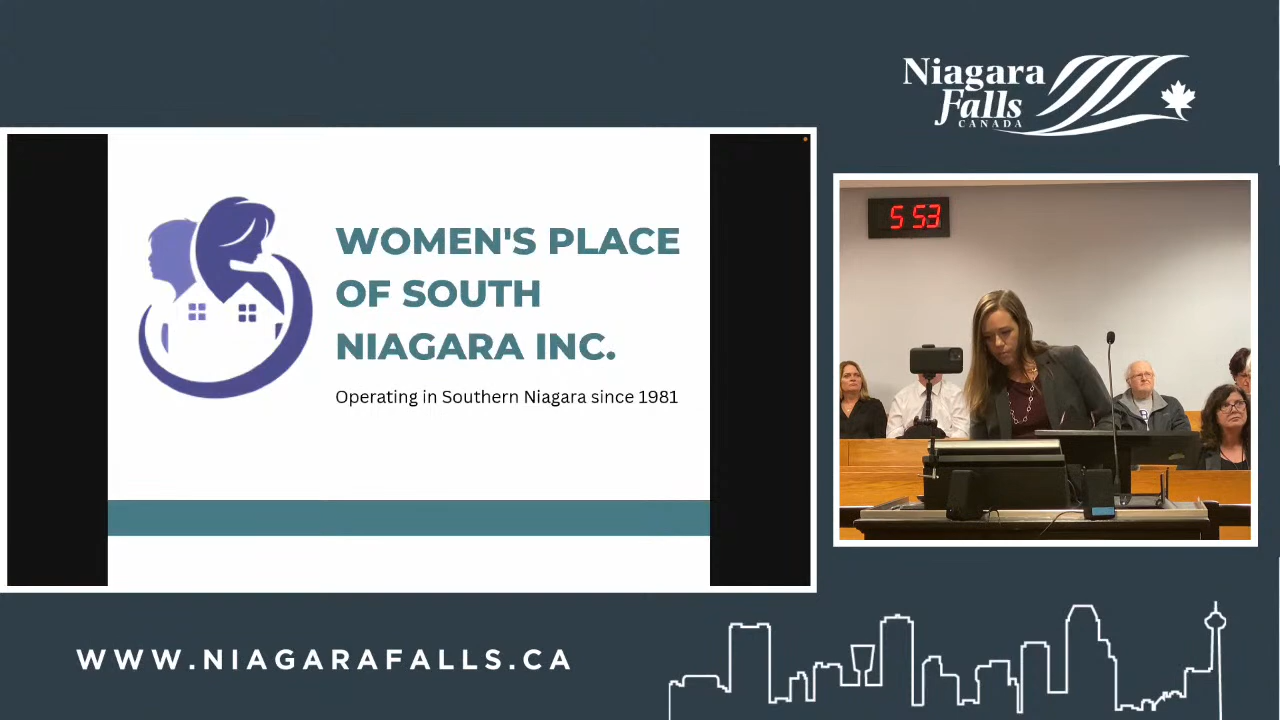 Niagara
Falls
CANADA
5 53
WOMEN'S PLACE
OF SOUTH
NIAGARA INC.
Operating in Southern Niagara since 1981
WWW.NIAGARAFALLS.CA